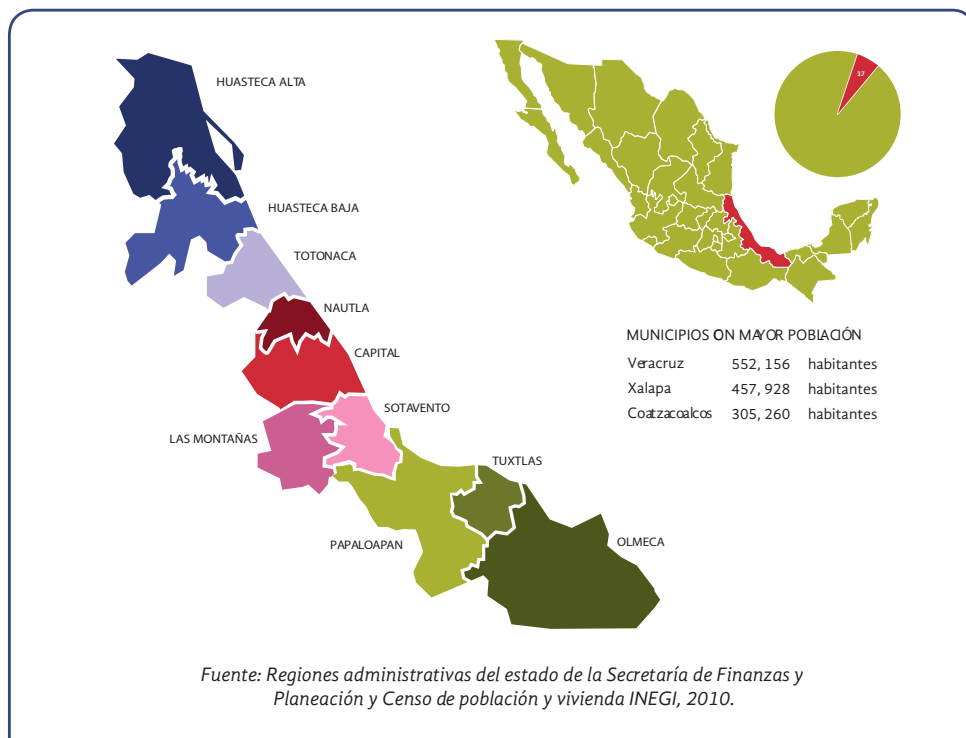 HUASTECA ALTA
37
HUASTECA BAJA
TOTONACA
NAUTLA
CAPITAL
SOTAVENTO
LAS MONTAÑAS
TUXTLAS
PAPALOAPAN
OLMECA
MUNICIPIOS CON MAYOR POBLACIÓN
Veracruz 552, 156 habitantes
Xalapa 457, 928 habitantes
Coatzacoalcos 305, 260 habitantes
Fuente: Regiones administrativas del estado de la Secretaría de Finanzas y
Planeación y Censo de población y vivienda INEGI, 2010.